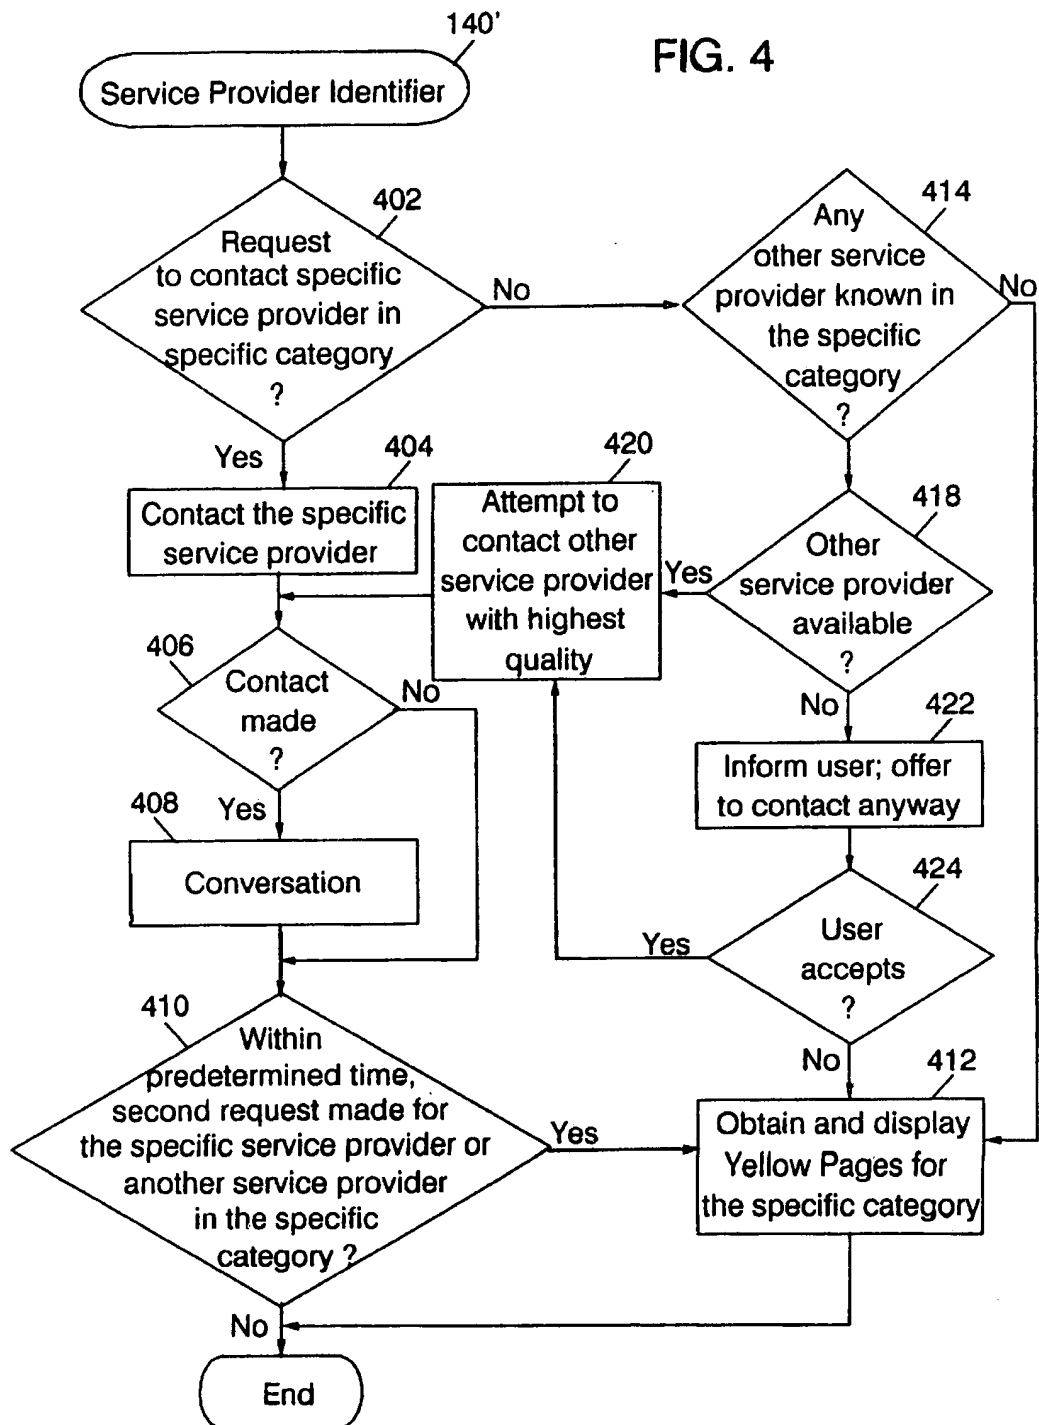 140'
FIG. 4
Service Provider Identifier
402
Request
to contact specific
service provider in
specific category
?
No
Yes
414
Any
other service
provider known in
the specific
category
?
No
404
Contact the specific
service provider
420
Attempt to
contact other
service provider
with highest
quality
418
Other
service provider
available
?
Yes
No
406
Contact
made
?
No
Yes
422
Inform user; offer
to contact anyway
408
Conversation
424
User
accepts
?
Yes
No
410
Within
predetermined time,
second request made for
the specific service provider or
another service provider
in the specific
category ?
Yes
No
412
Obtain and display
Yellow Pages for
the specific category
End